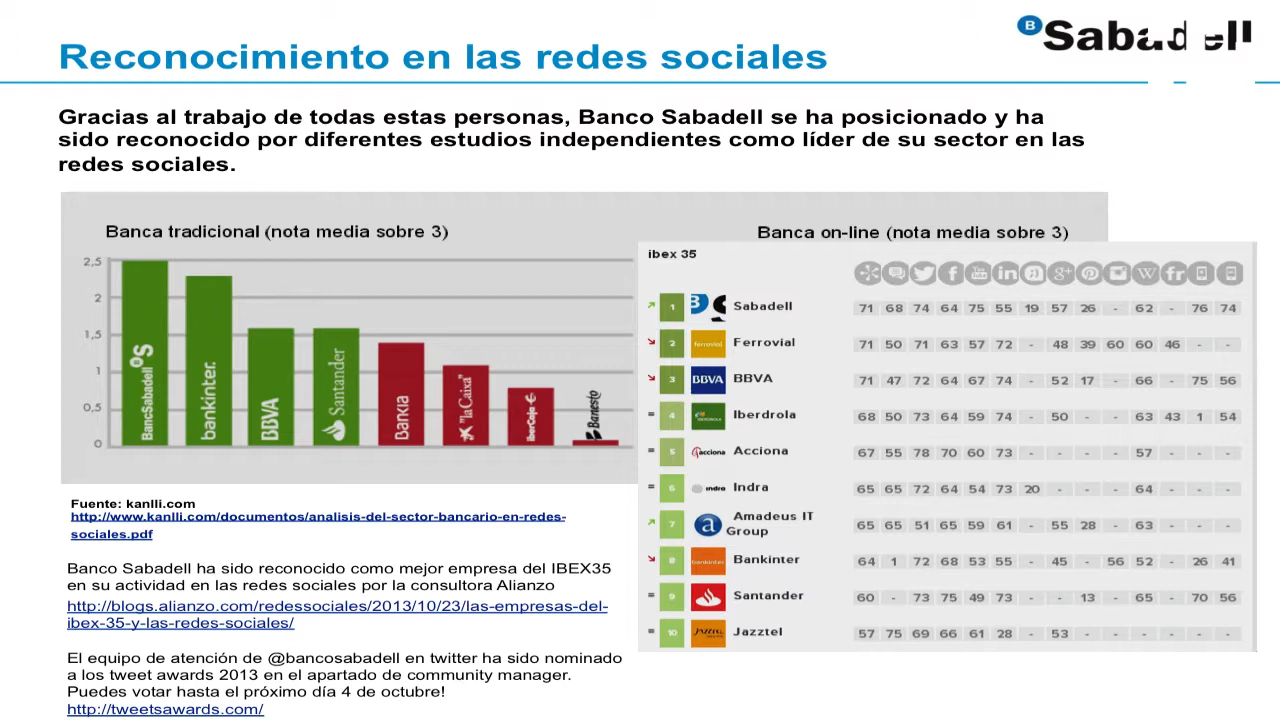 Reconocimiento en las redes sociales
B Sabadell
Gracias al trabajo de todas estas personas, Banco Sabadell se ha posicionado y ha
sido reconocido por diferentes estudios independientes como líder de su sector en las
redes sociales.
Banca tradicional (nota media sobre 3)
2,5
2
1,5
1
0,5
0
BancSabadell BS
bankinter.
BBVA
Santander
Bankia
"la Caixa"
iberCaja
Banesto
Banca on-line (nota media sobre 3)
ibex 35
1 B Sabadell 71 68 74 64 75 55 19 57 26 - 62 - 76 74
2 ferrovial Ferrovial 71 50 71 63 57 72 - 48 39 60 60 46 - -
3 BBVA BBVA 71 47 72 64 67 74 - 52 17 - 66 - 75 56
= 4 Iberdrola 68 50 73 64 59 74 - 50 - - 63 43 1 54
= 5 acciona Acciona 67 55 78 70 60 73 - - - - 57 - - -
= 6 indra Indra 65 65 72 64 54 73 20 - - - 64 - - -
7 a Amadeus IT
Group 65 65 51 65 59 61 - 55 28 - 63 - - -
8 bankinter Bankinter 64 1 72 68 53 55 - 45 - 56 52 - 26 41
= 9 Santander 60 - 73 75 49 73 - - 13 - 65 - 70 56
= 10 Jazztel Jazztel 57 75 69 66 61 28 - 53 - - - - - -
Fuente: kanlli.com
http://www.kanlli.com/documentos/analisis-del-sector-bancario-en-redes-
sociales.pdf
Banco Sabadell ha sido reconocido como mejor empresa del IBEX35
en su actividad en las redes sociales por la consultora Alianzo
http://blogs.alianzo.com/redessociales/2013/10/23/las-empresas-del-
ibex-35-y-las-redes-sociales/
El equipo de atención de @bancosabadell en twitter ha sido nominado
a los tweet awards 2013 en el apartado de community manager.
Puedes votar hasta el próximo día 4 de octubre!
http://tweetsawards.com/